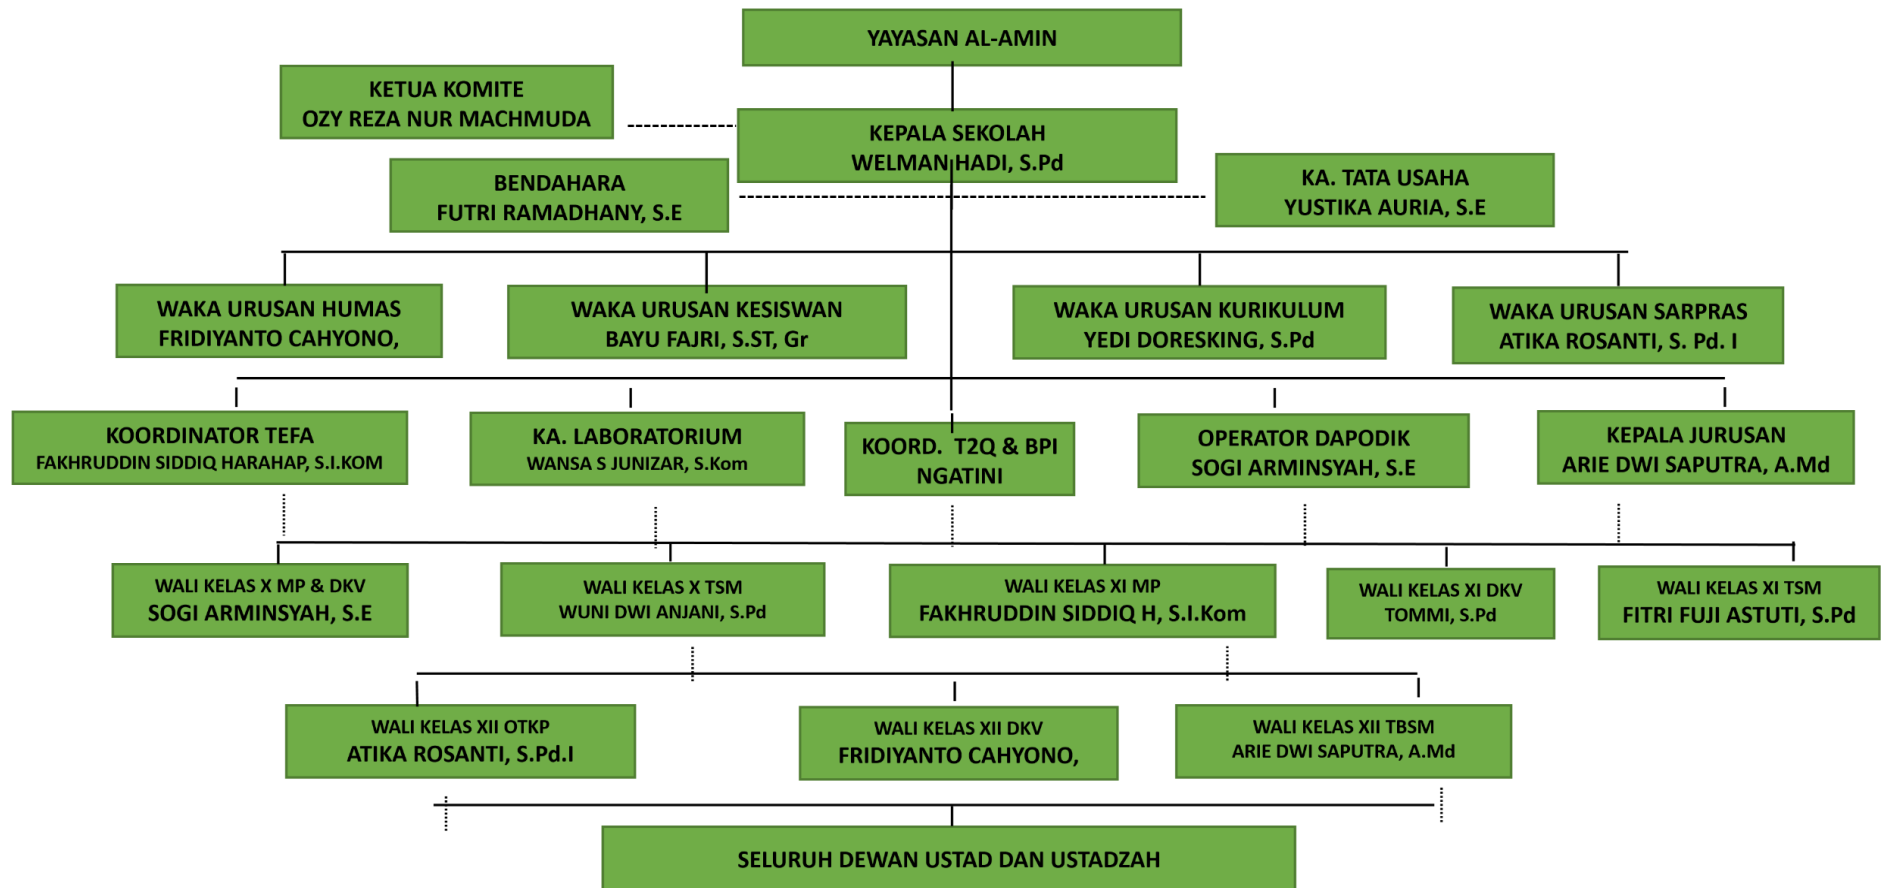 YAYASAN AL-AMIN
KETUA KOMITE
OZY REZA NUR MACHMUDA
KEPALA SEKOLAH
WELMAN HADI, S.Pd
BENDAHARA
FUTRI RAMADHANY, S.E
KA. TATA USAHA
YUSTIKA AURIA, S.E
WAKA URUSAN HUMAS
FRIDIYANTO CAHYONO,
WAKA URUSAN KESISWAN
BAYU FAJRI, S.ST, Gr
WAKA URUSAN KURIKULUM
YEDI DORESKING, S.Pd
WAKA URUSAN SARPRAS
ATIKA ROSANTI, S. Pd. I
KOORDINATOR TEFA
FAKHRUDDIN SIDDIQ HARAHAP, S.I.KOM
KA. LABORATORIUM
WANSA S JUNIZAR, S.Kom
KOORD. T2Q & BPI
NGATINI
OPERATOR DAPODIK
SOGI ARMINSYAH, S.E
KEPALA JURUSAN
ARIE DWI SAPUTRA, A.Md
WALI KELAS X MP & DKV
SOGI ARMINSYAH, S.E
WALI KELAS X TSM
WUNI DWI ANJANI, S.Pd
WALI KELAS XI MP
FAKHRUDDIN SIDDIQ H, S.I.Kom
WALI KELAS XI DKV
TOMMI, S.Pd
WALI KELAS XI TSM
FITRI FUJI ASTUTI, S.Pd
WALI KELAS XII OTKP
ATIKA ROSANTI, S.Pd.I
WALI KELAS XII DKV
FRIDIYANTO CAHYONO,
WALI KELAS XII TBSM
ARIE DWI SAPUTRA, A.Md
SELURUH DEWAN USTAD DAN USTADZAH